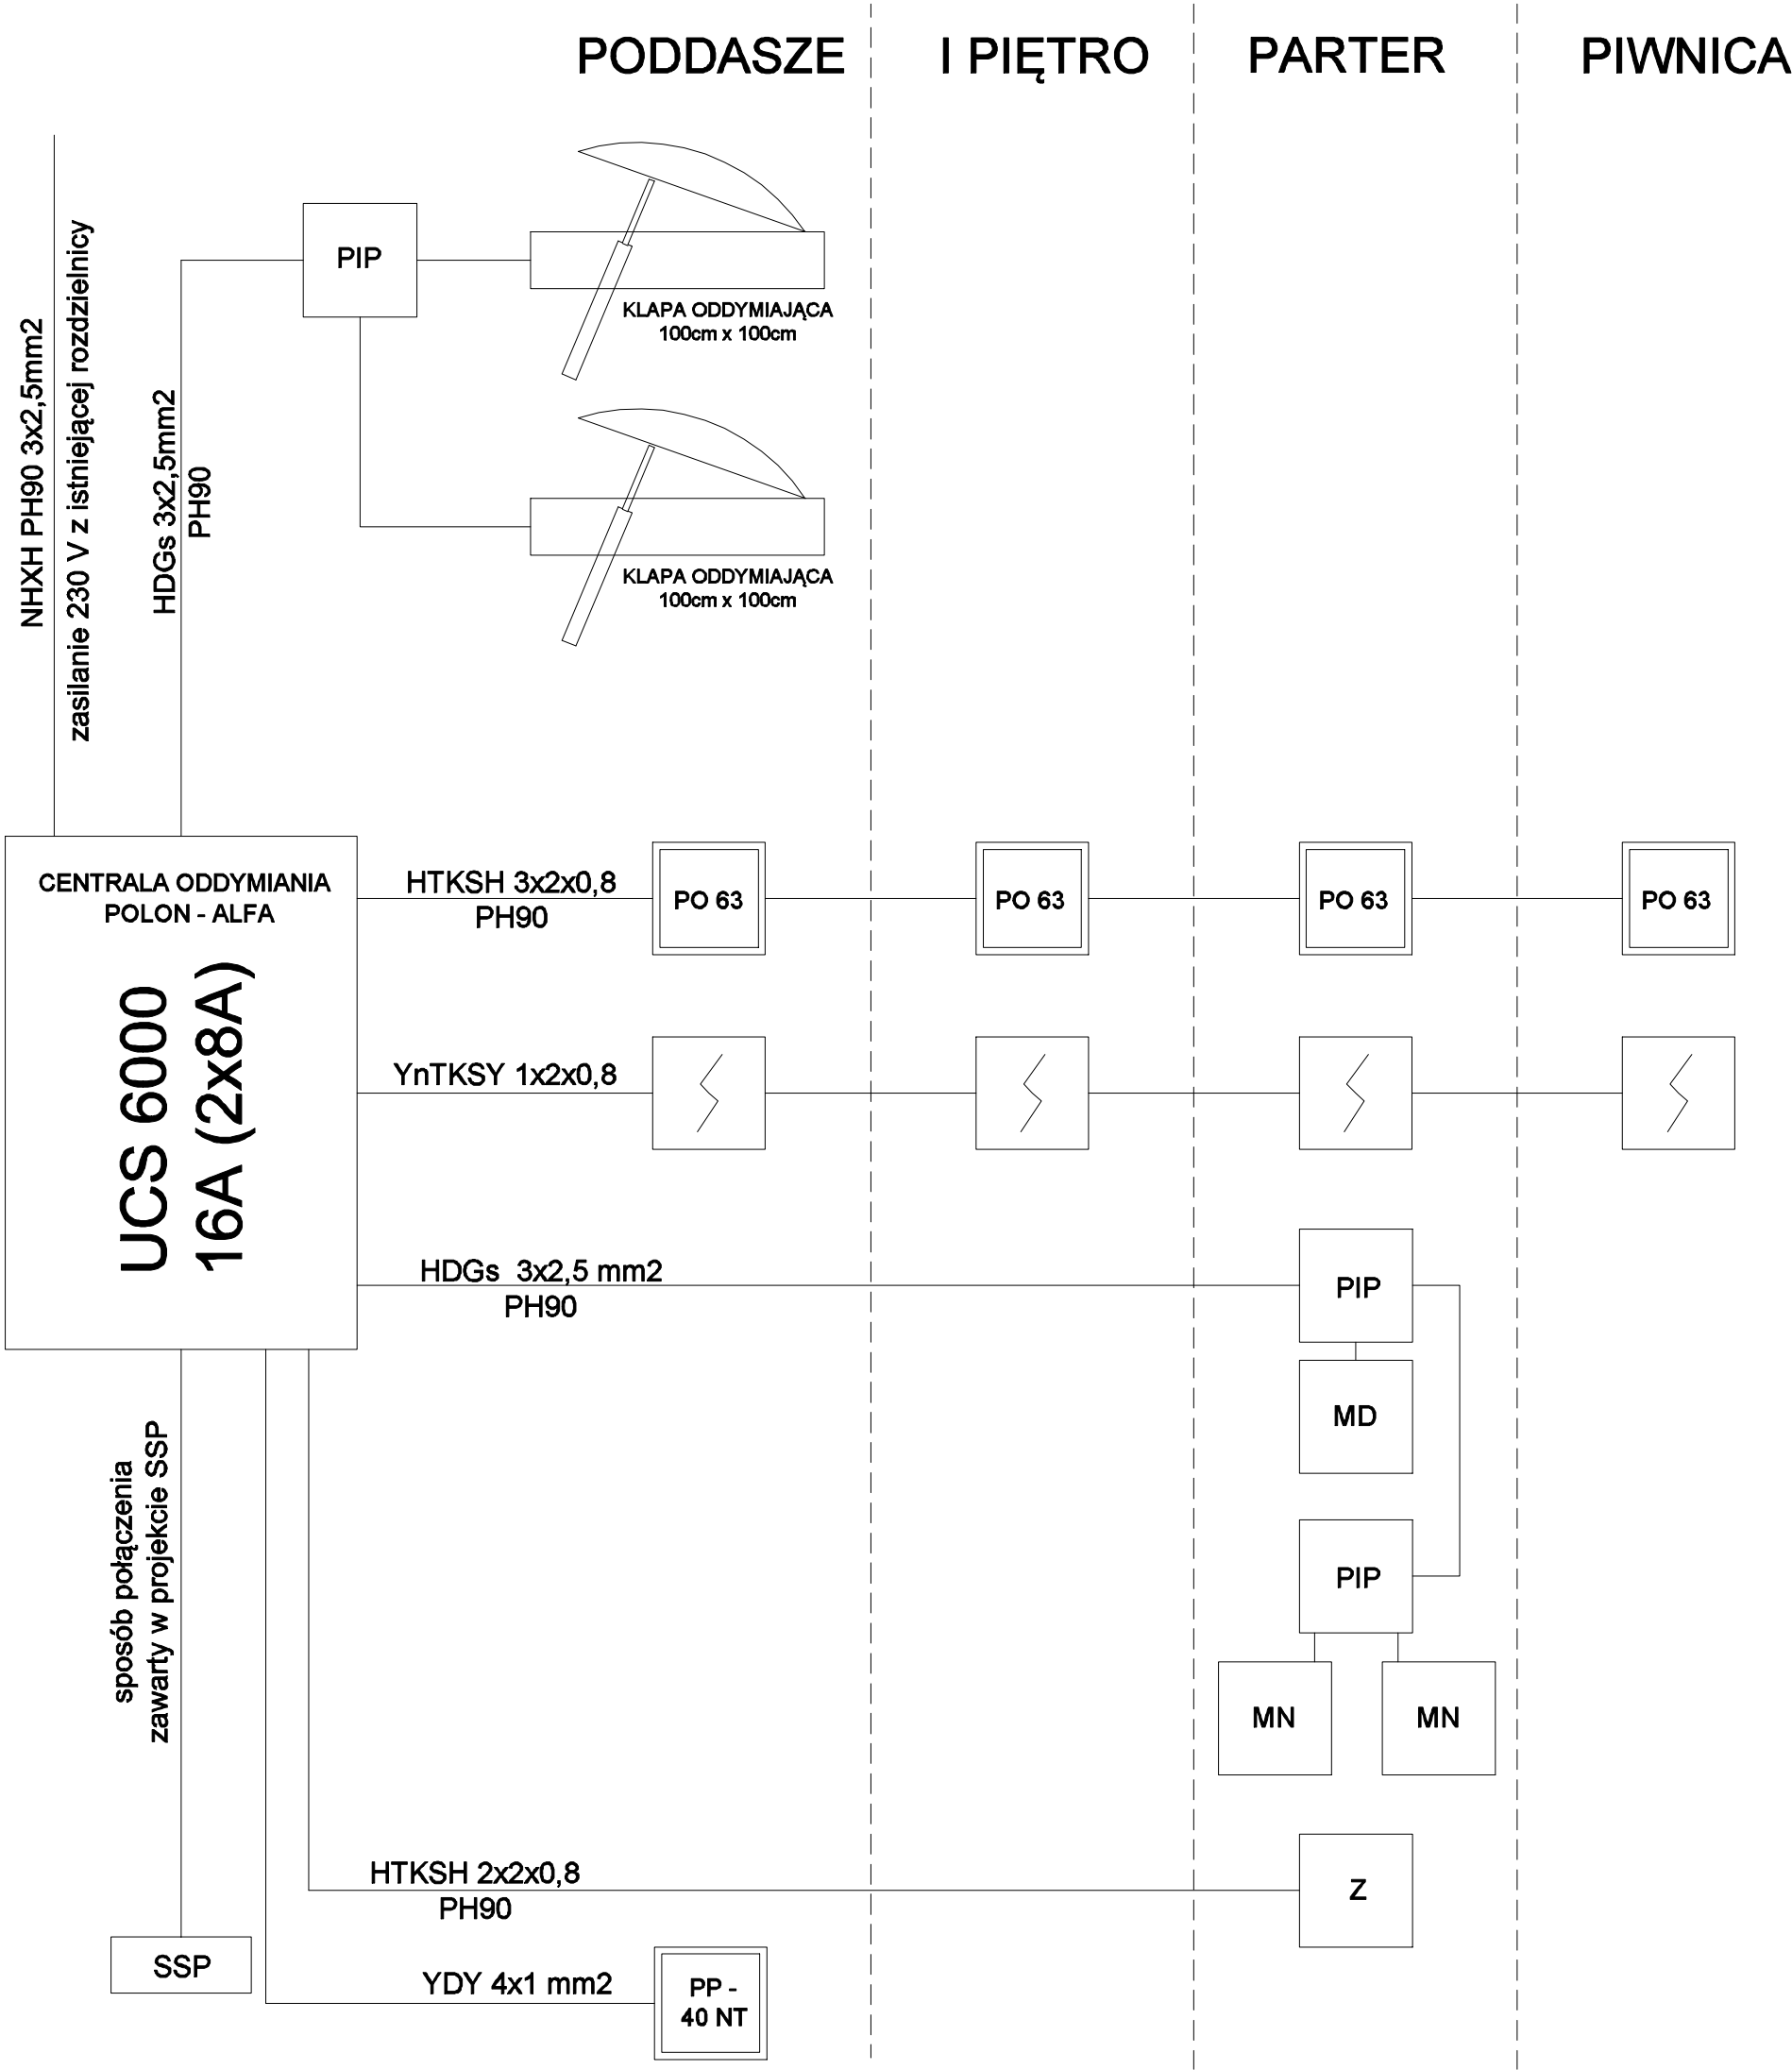 PODDASZE
I PIĘTRO
PARTER
PIWNICA
NHXH PH90 3x2,5mm2
zasilanie 230 V z istniejącej rozdzielnicy
HDGs 3x2,5mm2
PH90
PIP
KLAPA ODDYMIAJĄCA
100cm x 100cm
KLAPA ODDYMIAJĄCA
100cm x 100cm
CENTRALA ODDYMIANIA
POLON - ALFA
UCS 6000
16A (2x8A)
HTKSH 3x2x0,8
PH90
PO 63
PO 63
PO 63
PO 63
YnTKSY 1x2x0,8
HDGs 3x2,5 mm2
PH90
PIP
MD
PIP
MN
MN
sposób połączenia
zawarty w projekcie SSP
HTKSH 2x2x0,8
PH90
Z
SSP
YDY 4x1 mm2
PP -
40 NT